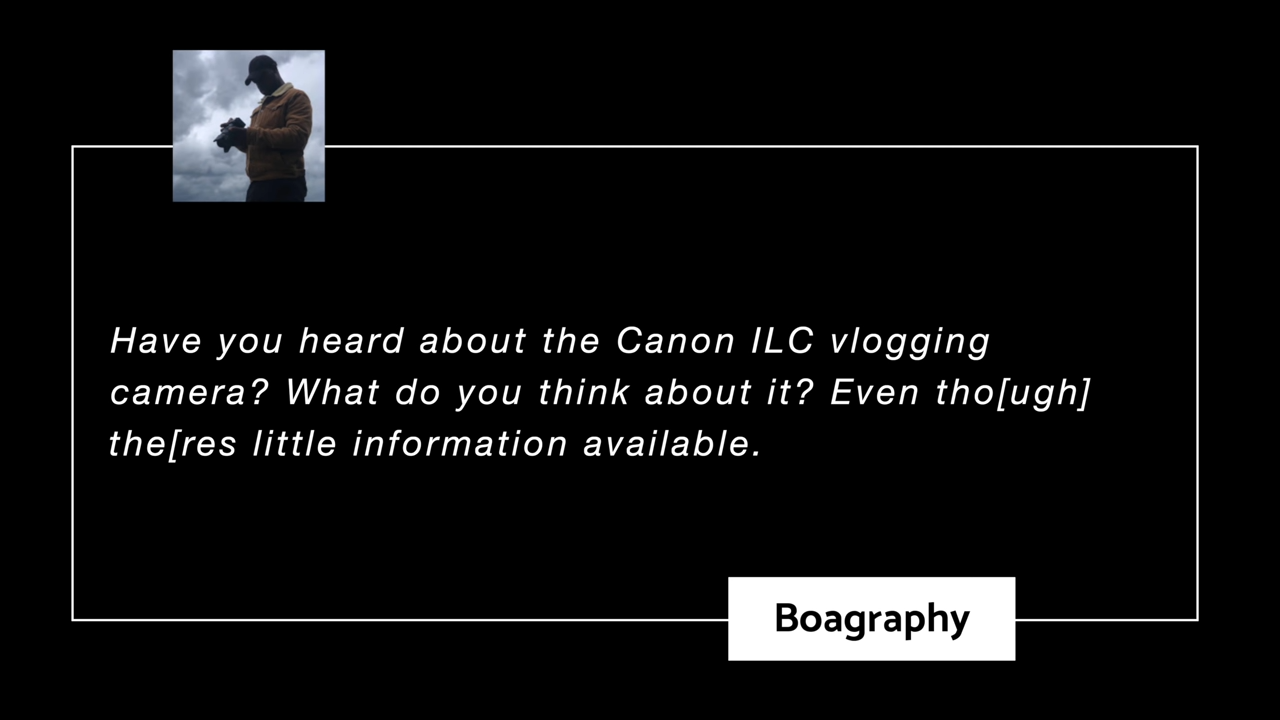 Have you heard about the Canon ILC vlogging
camera? What do you think about it? Even tho[ugh]
the[res little information available.
Boagraphy